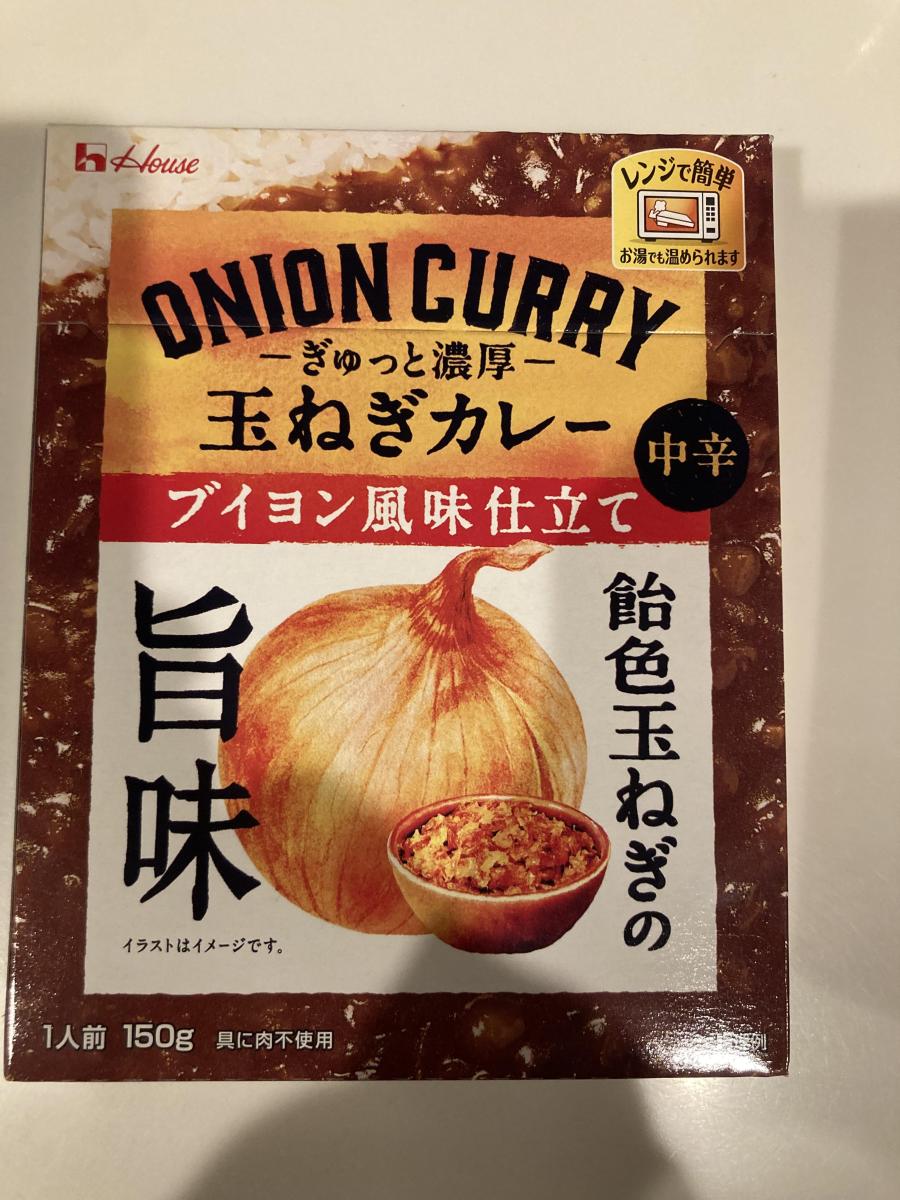 House
レンジで簡単
お湯でも温められます
ONION CURRY
ーぎゅっと濃厚ー
玉ねぎカレー
中辛
ブイヨン風味仕立て
飴色玉ねぎの
旨味
イラストはイメージです。
1人前 150g 具に肉不使用